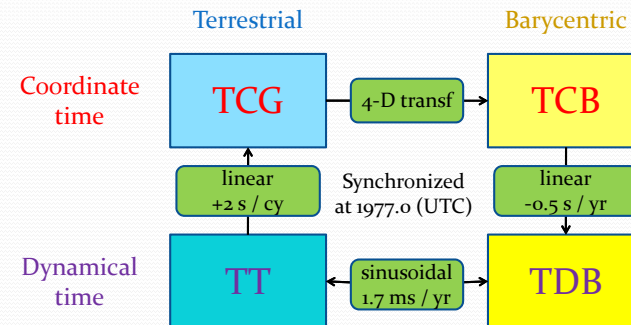 Terrestrial
Barycentric
Coordinate
time
TCG
4-D transf
TCB
linear
+2 s / cy
Synchronized
at 1977.0 (UTC)
linear
-0.5 s / yr
Dynamical
time
TT
sinusoidal
1.7 ms / yr
TDB